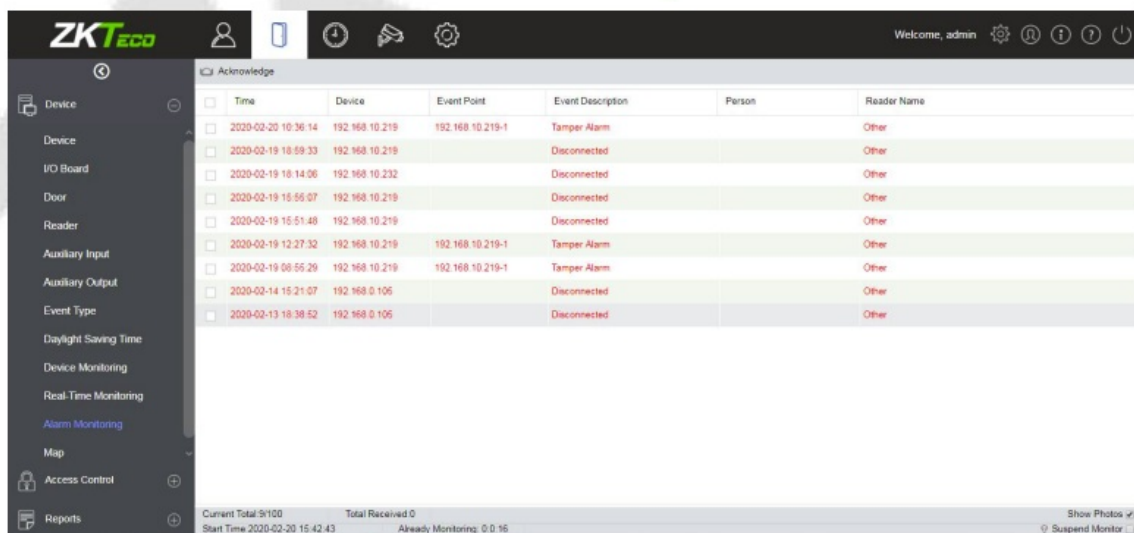 ZKTeco
Welcome, admin
Acknowledge
Device
Device
I/O Board
Door
Reader
Auxiliary Input
Auxiliary Output
Event Type
Daylight Saving Time
Device Monitoring
Real-Time Monitoring
Alarm Monitoring
Map
Access Control
Reports
Time Device Event Point Event Description Person Reader Name
2020-02-20 10:36:14 192.168.10.219 192.168.10.219-1 Tamper Alarm Other
2020-02-19 18:59:33 192.168.10.219 Disconnected Other
2020-02-19 18:14:06 192.168.10.232 Disconnected Other
2020-02-19 15:55:07 192.168.10.219 Disconnected Other
2020-02-19 15:51:48 192.168.10.219 Disconnected Other
2020-02-19 12:27:32 192.168.10.219 192.168.10.219-1 Tamper Alarm Other
2020-02-19 08:55:29 192.168.10.219 192.168.10.219-1 Tamper Alarm Other
2020-02-14 15:21:07 192.168.0.106 Disconnected Other
2020-02-13 18:38:52 192.168.0.106 Disconnected Other
Current Total:9/100 Total Received:0 Show Photos
Start Time:2020-02-20 15:42:43 Already Monitoring: 0:0:16 Suspend Monitor